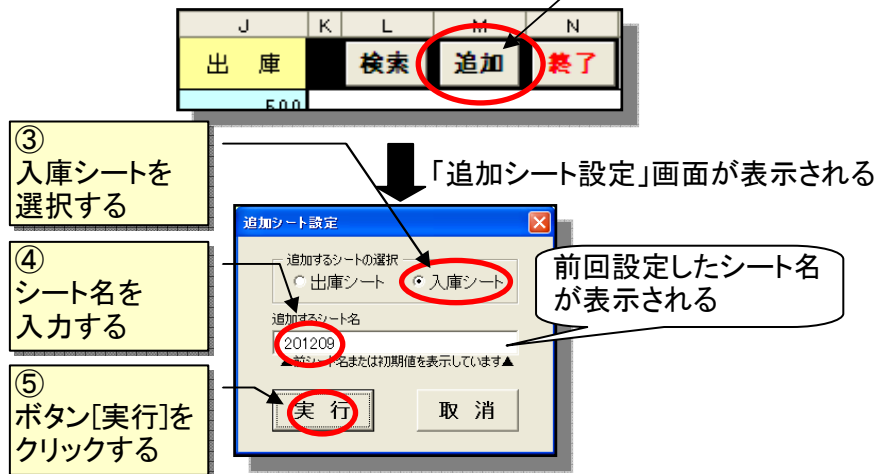 J K L M N
出 庫 検索 追加 終了
500
③
入庫シートを
選択する
「追加シート設定」画面が表示される
追加シート設定
追加するシートの選択
出庫シート 入庫シート
④
シート名を
入力する
前回設定したシート名
が表示される
追加するシート名
201209
▲前シート名または初期値を表示しています▲
⑤
ボタン[実行]を
クリックする
実 行 取 消